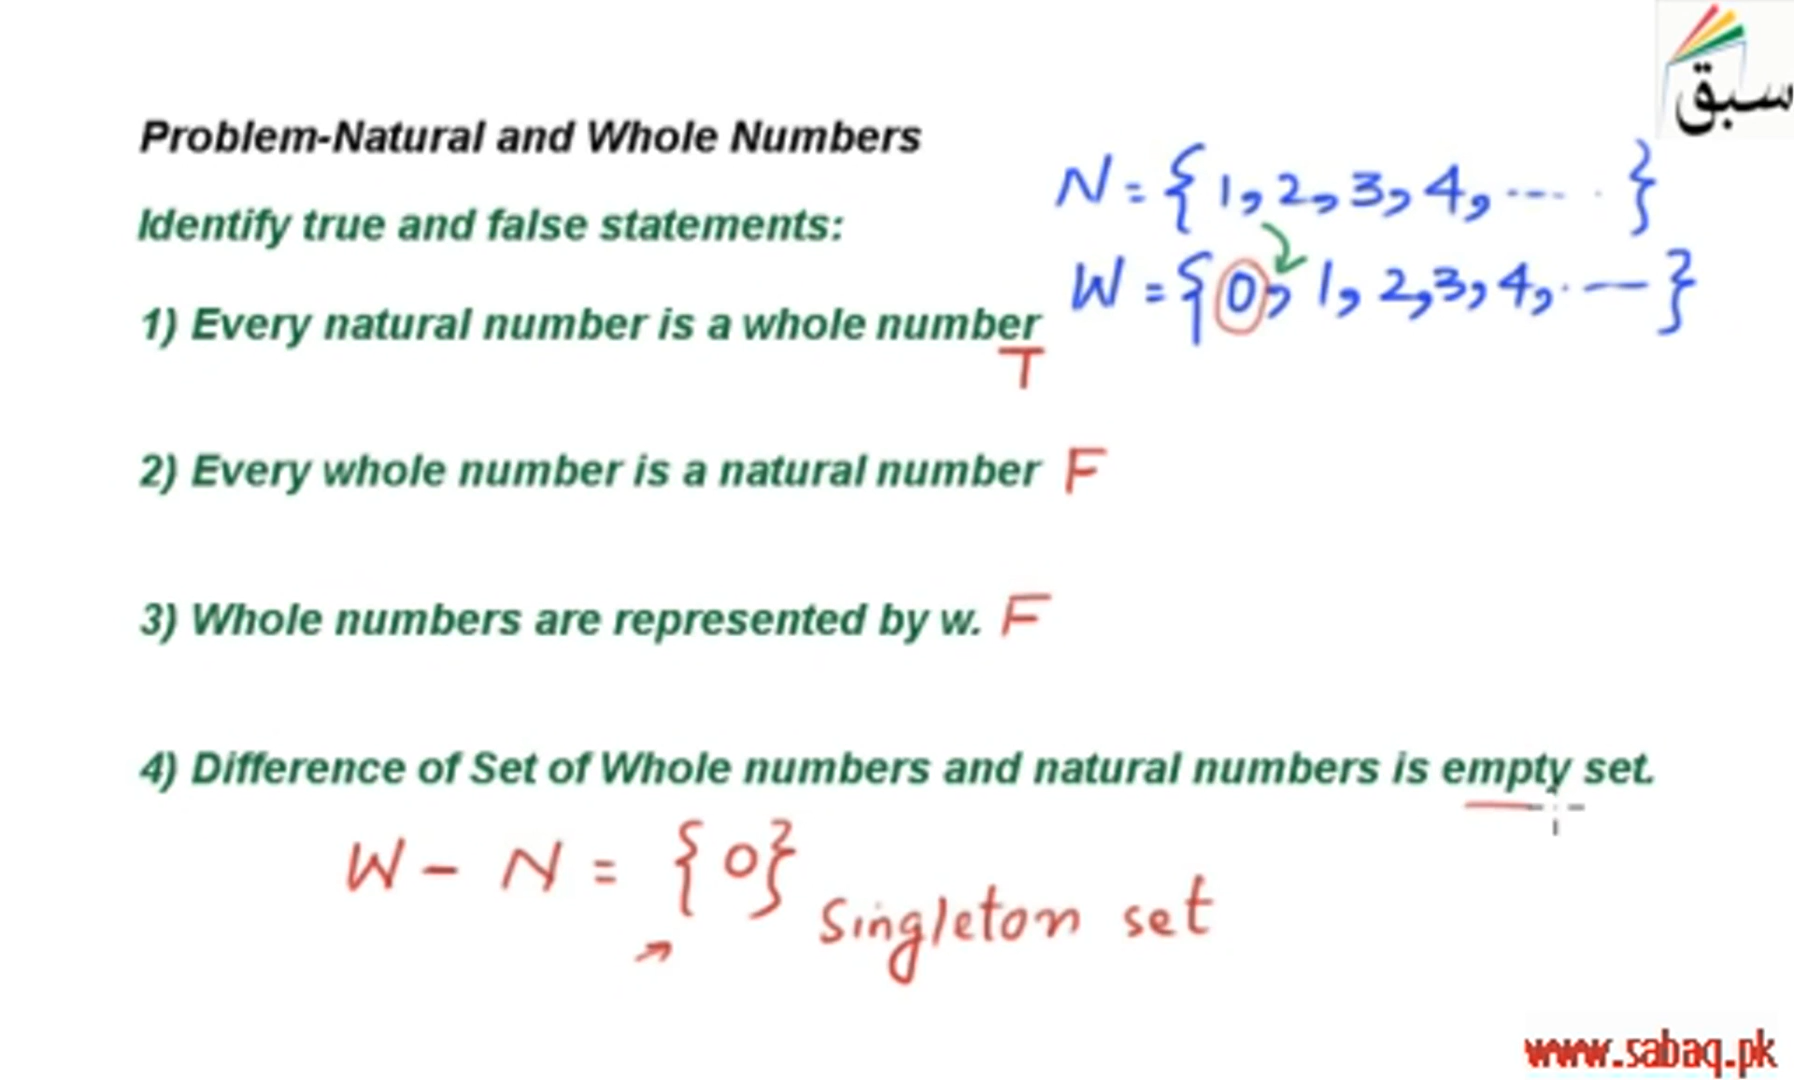 سبق
Problem-Natural and Whole Numbers
N = { 1, 2, 3, 4, ---- }
Identify true and false statements:
W = { 0, 1, 2, 3, 4, ·-— }
1) Every natural number is a whole number
T
2) Every whole number is a natural number F
3) Whole numbers are represented by w. F
4) Difference of Set of Whole numbers and natural numbers is empty set.
W - N = { 0 } Singleton set
www.sabaq.pk